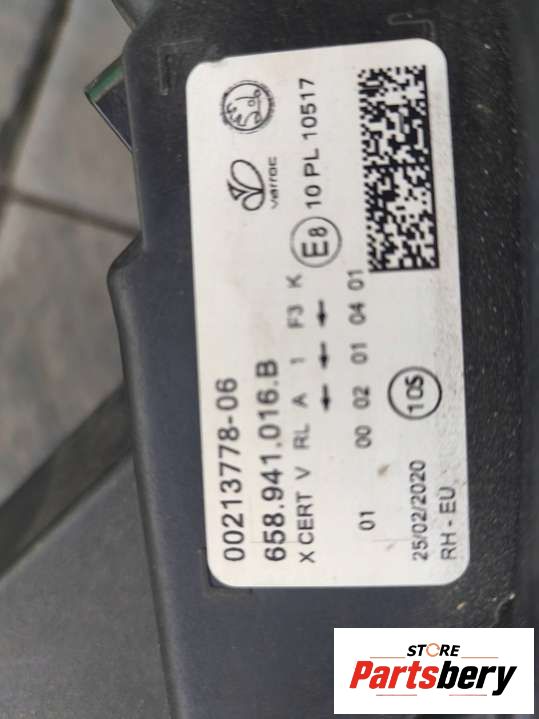 00213778-06
658.941.016.B
X CERT V RL A 1 F3 K
01 00 02 01 04 01
25/02/2020
RH - EU
10S
varroc
E8 10 PL 10517
STORE
Partsbery